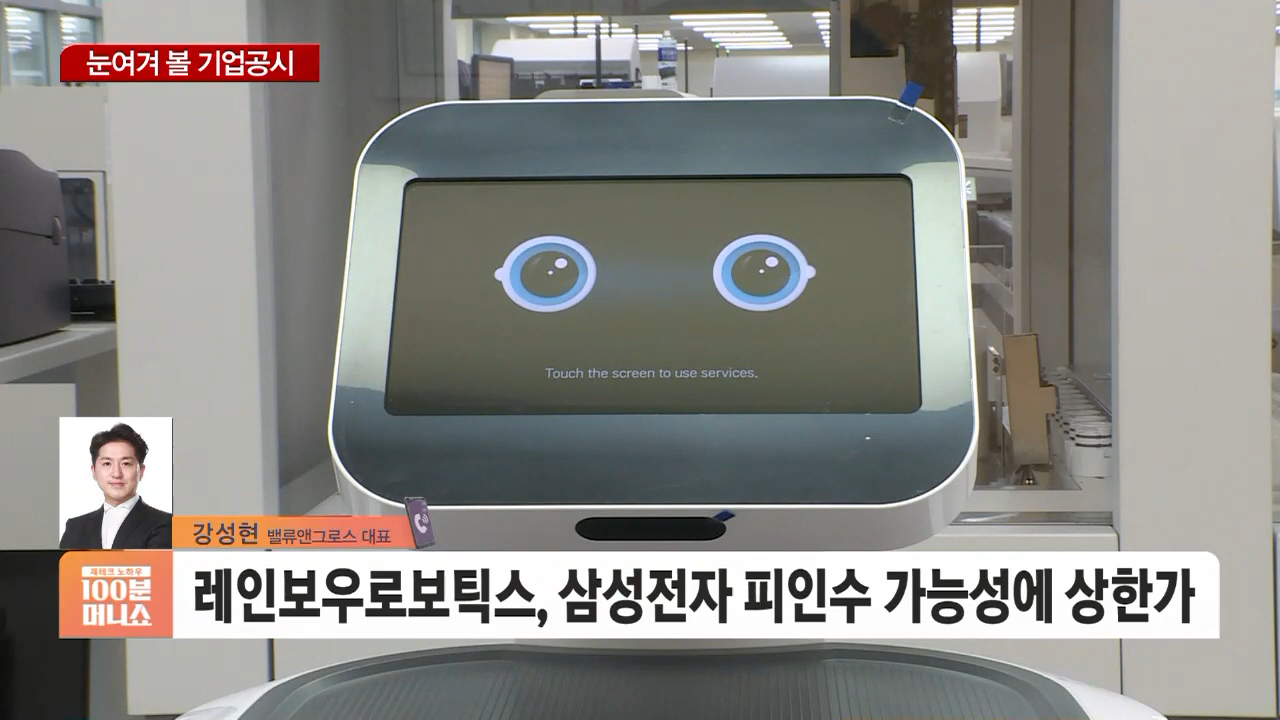 눈여겨 볼 기업공시
Touch the screen to use services.
강성현 밸류앤그로스 대표
재테크 노하우
100분
머니쇼
레인보우로보틱스, 삼성전자 피인수 가능성에 상한가